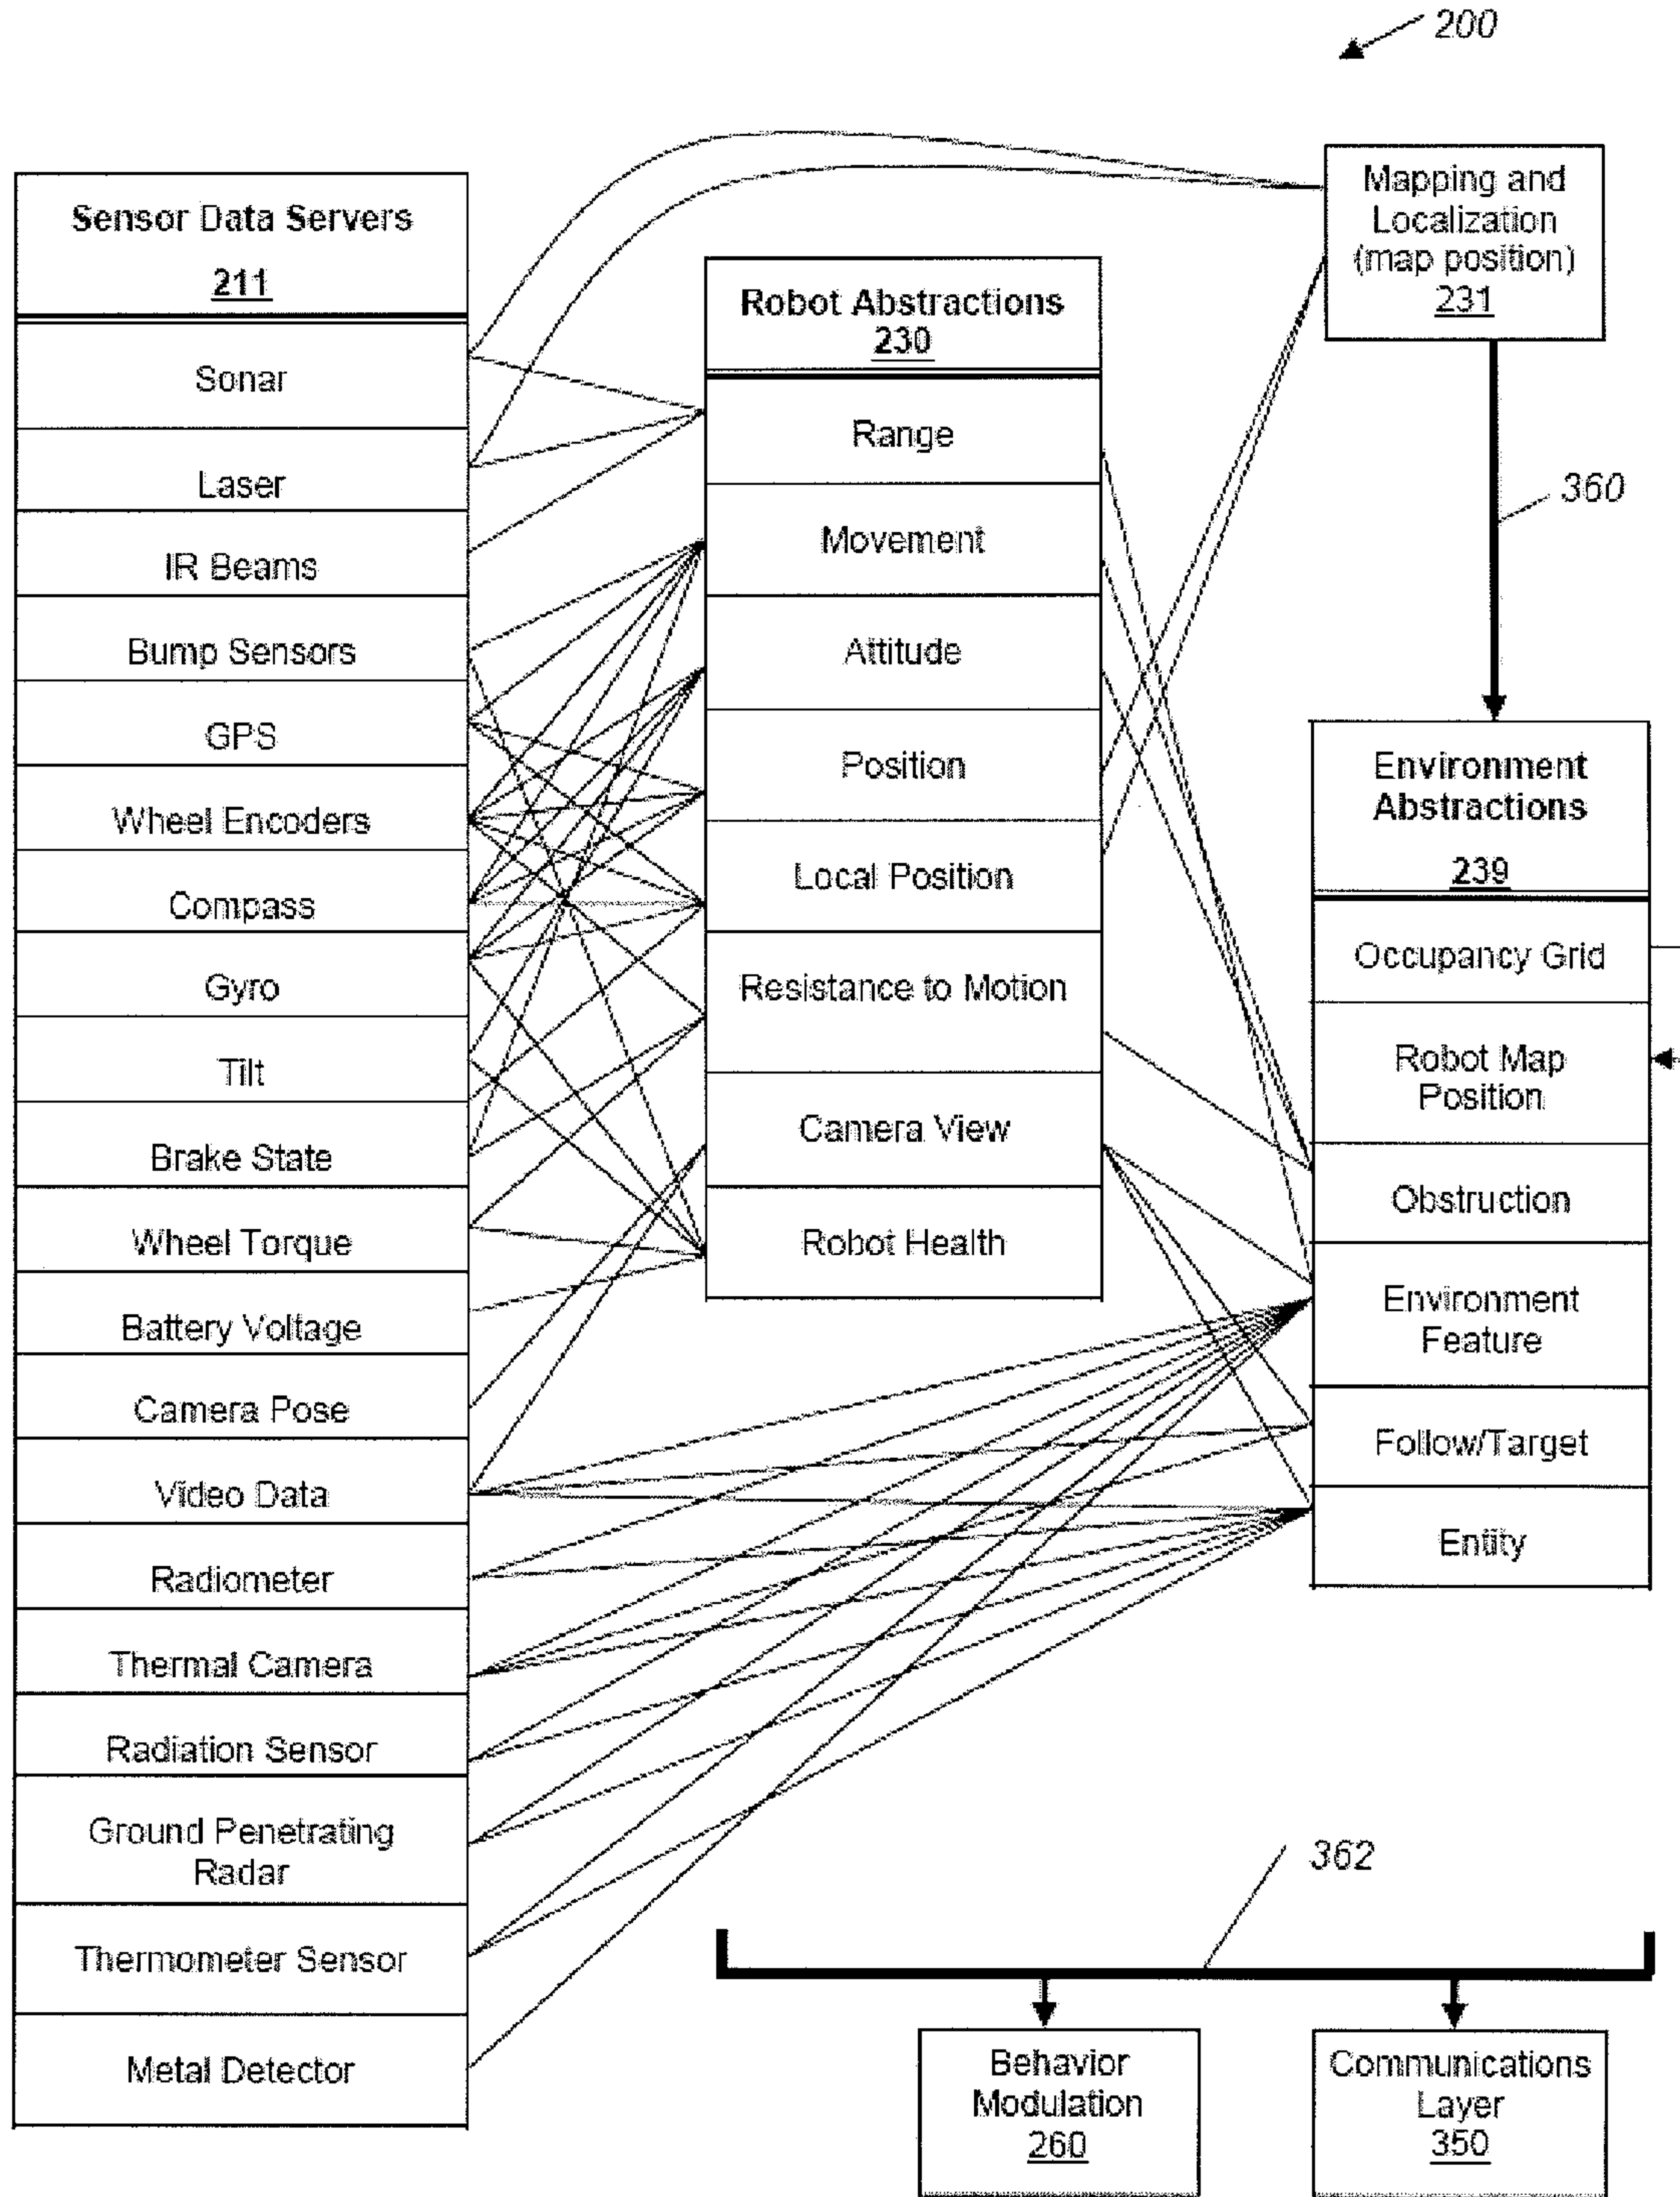 200
Sensor Data Servers
211
Sonar
Laser
IR Beams
Bump Sensors
GPS
Wheel Encoders
Compass
Gyro
Tilt
Brake State
Wheel Torque
Battery Voltage
Camera Pose
Video Data
Radiometer
Thermal Camera
Radiation Sensor
Ground Penetrating
Radar
Thermometer Sensor
Metal Detector
Robot Abstractions
230
Range
Movement
Attitude
Position
Local Position
Resistance to Motion
Camera View
Robot Health
Mapping and
Localization
(map position)
231
360
Environment
Abstractions
239
Occupancy Grid
Robot Map
Position
Obstruction
Environment
Feature
Follow/Target
Entity
362
Behavior
Modulation
260
Communications
Layer
350